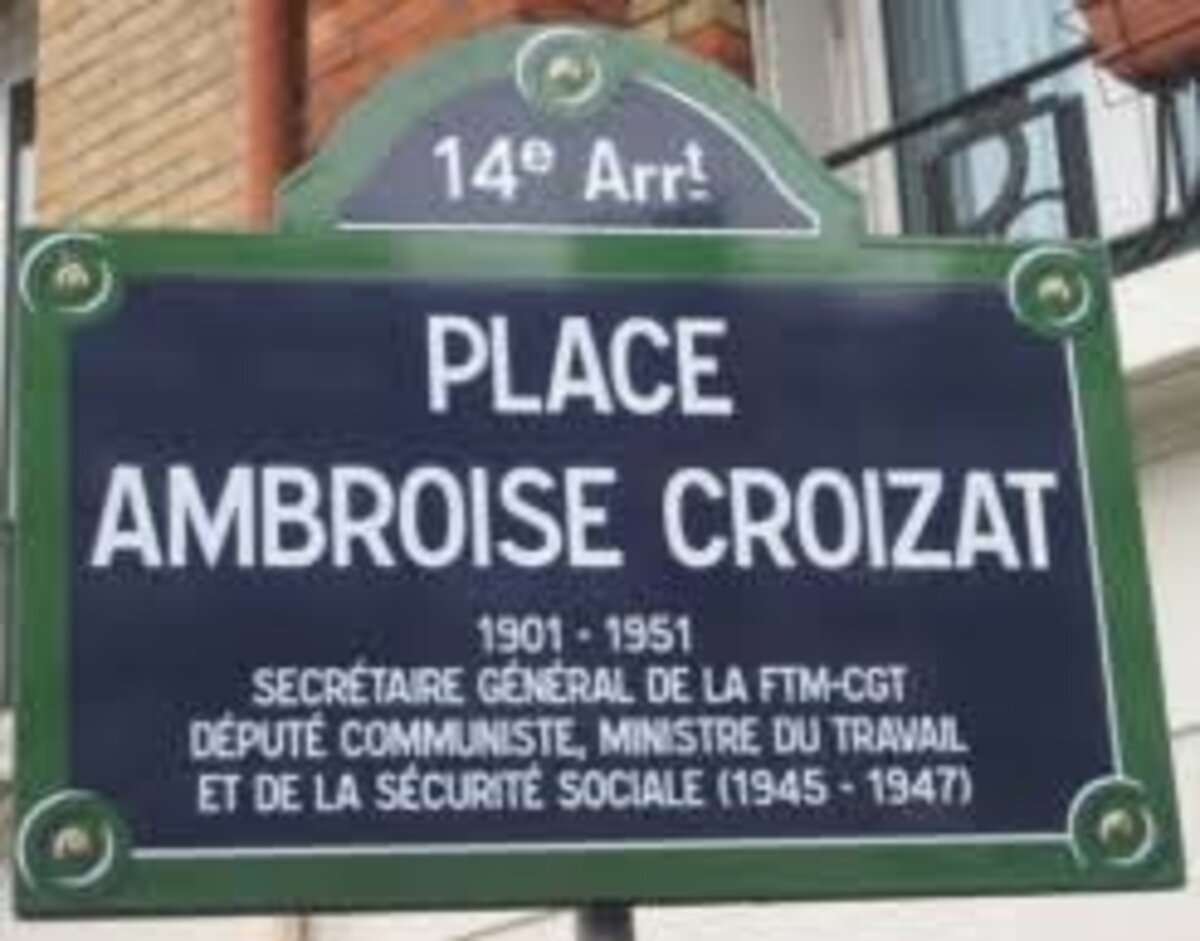 14e Arrt
PLACE
AMBROISE CROIZAT
1901 - 1951
SECRÉTAIRE GÉNÉRAL DE LA FTM-CGT
DÉPUTÉ COMMUNISTE, MINISTRE DU TRAVAIL
ET DE LA SÉCURITÉ SOCIALE (1945 - 1947)